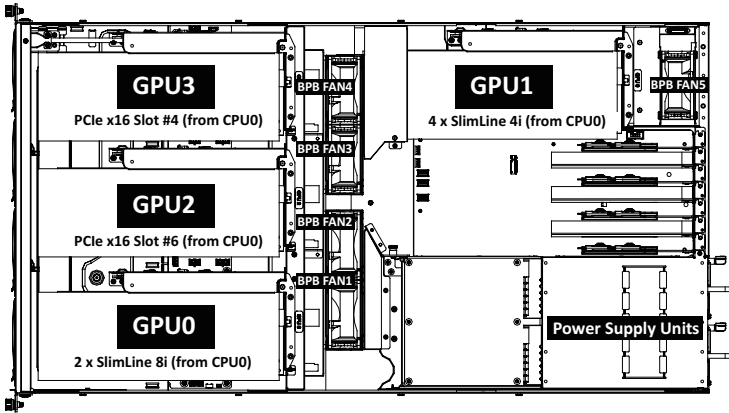 GPU3
PCIe x16 Slot #4 (from CPU0)
BPB FAN4
BPB FAN3
GPU1
4 x SlimLine 4i (from CPU0)
BPB FAN5
GPU2
PCIe x16 Slot #6 (from CPU0)
BPB FAN2
BPB FAN1
GPU0
2 x SlimLine 8i (from CPU0)
Power Supply Units